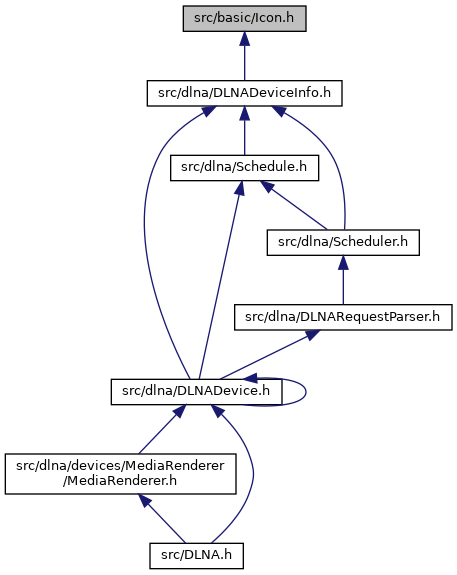 src/basic/Icon.h
src/dlna/DLNADeviceInfo.h
src/dlna/Schedule.h
src/dlna/Scheduler.h
src/dlna/DLNARequestParser.h
src/dlna/DLNADevice.h
src/dlna/devices/MediaRenderer
/MediaRenderer.h
src/DLNA.h